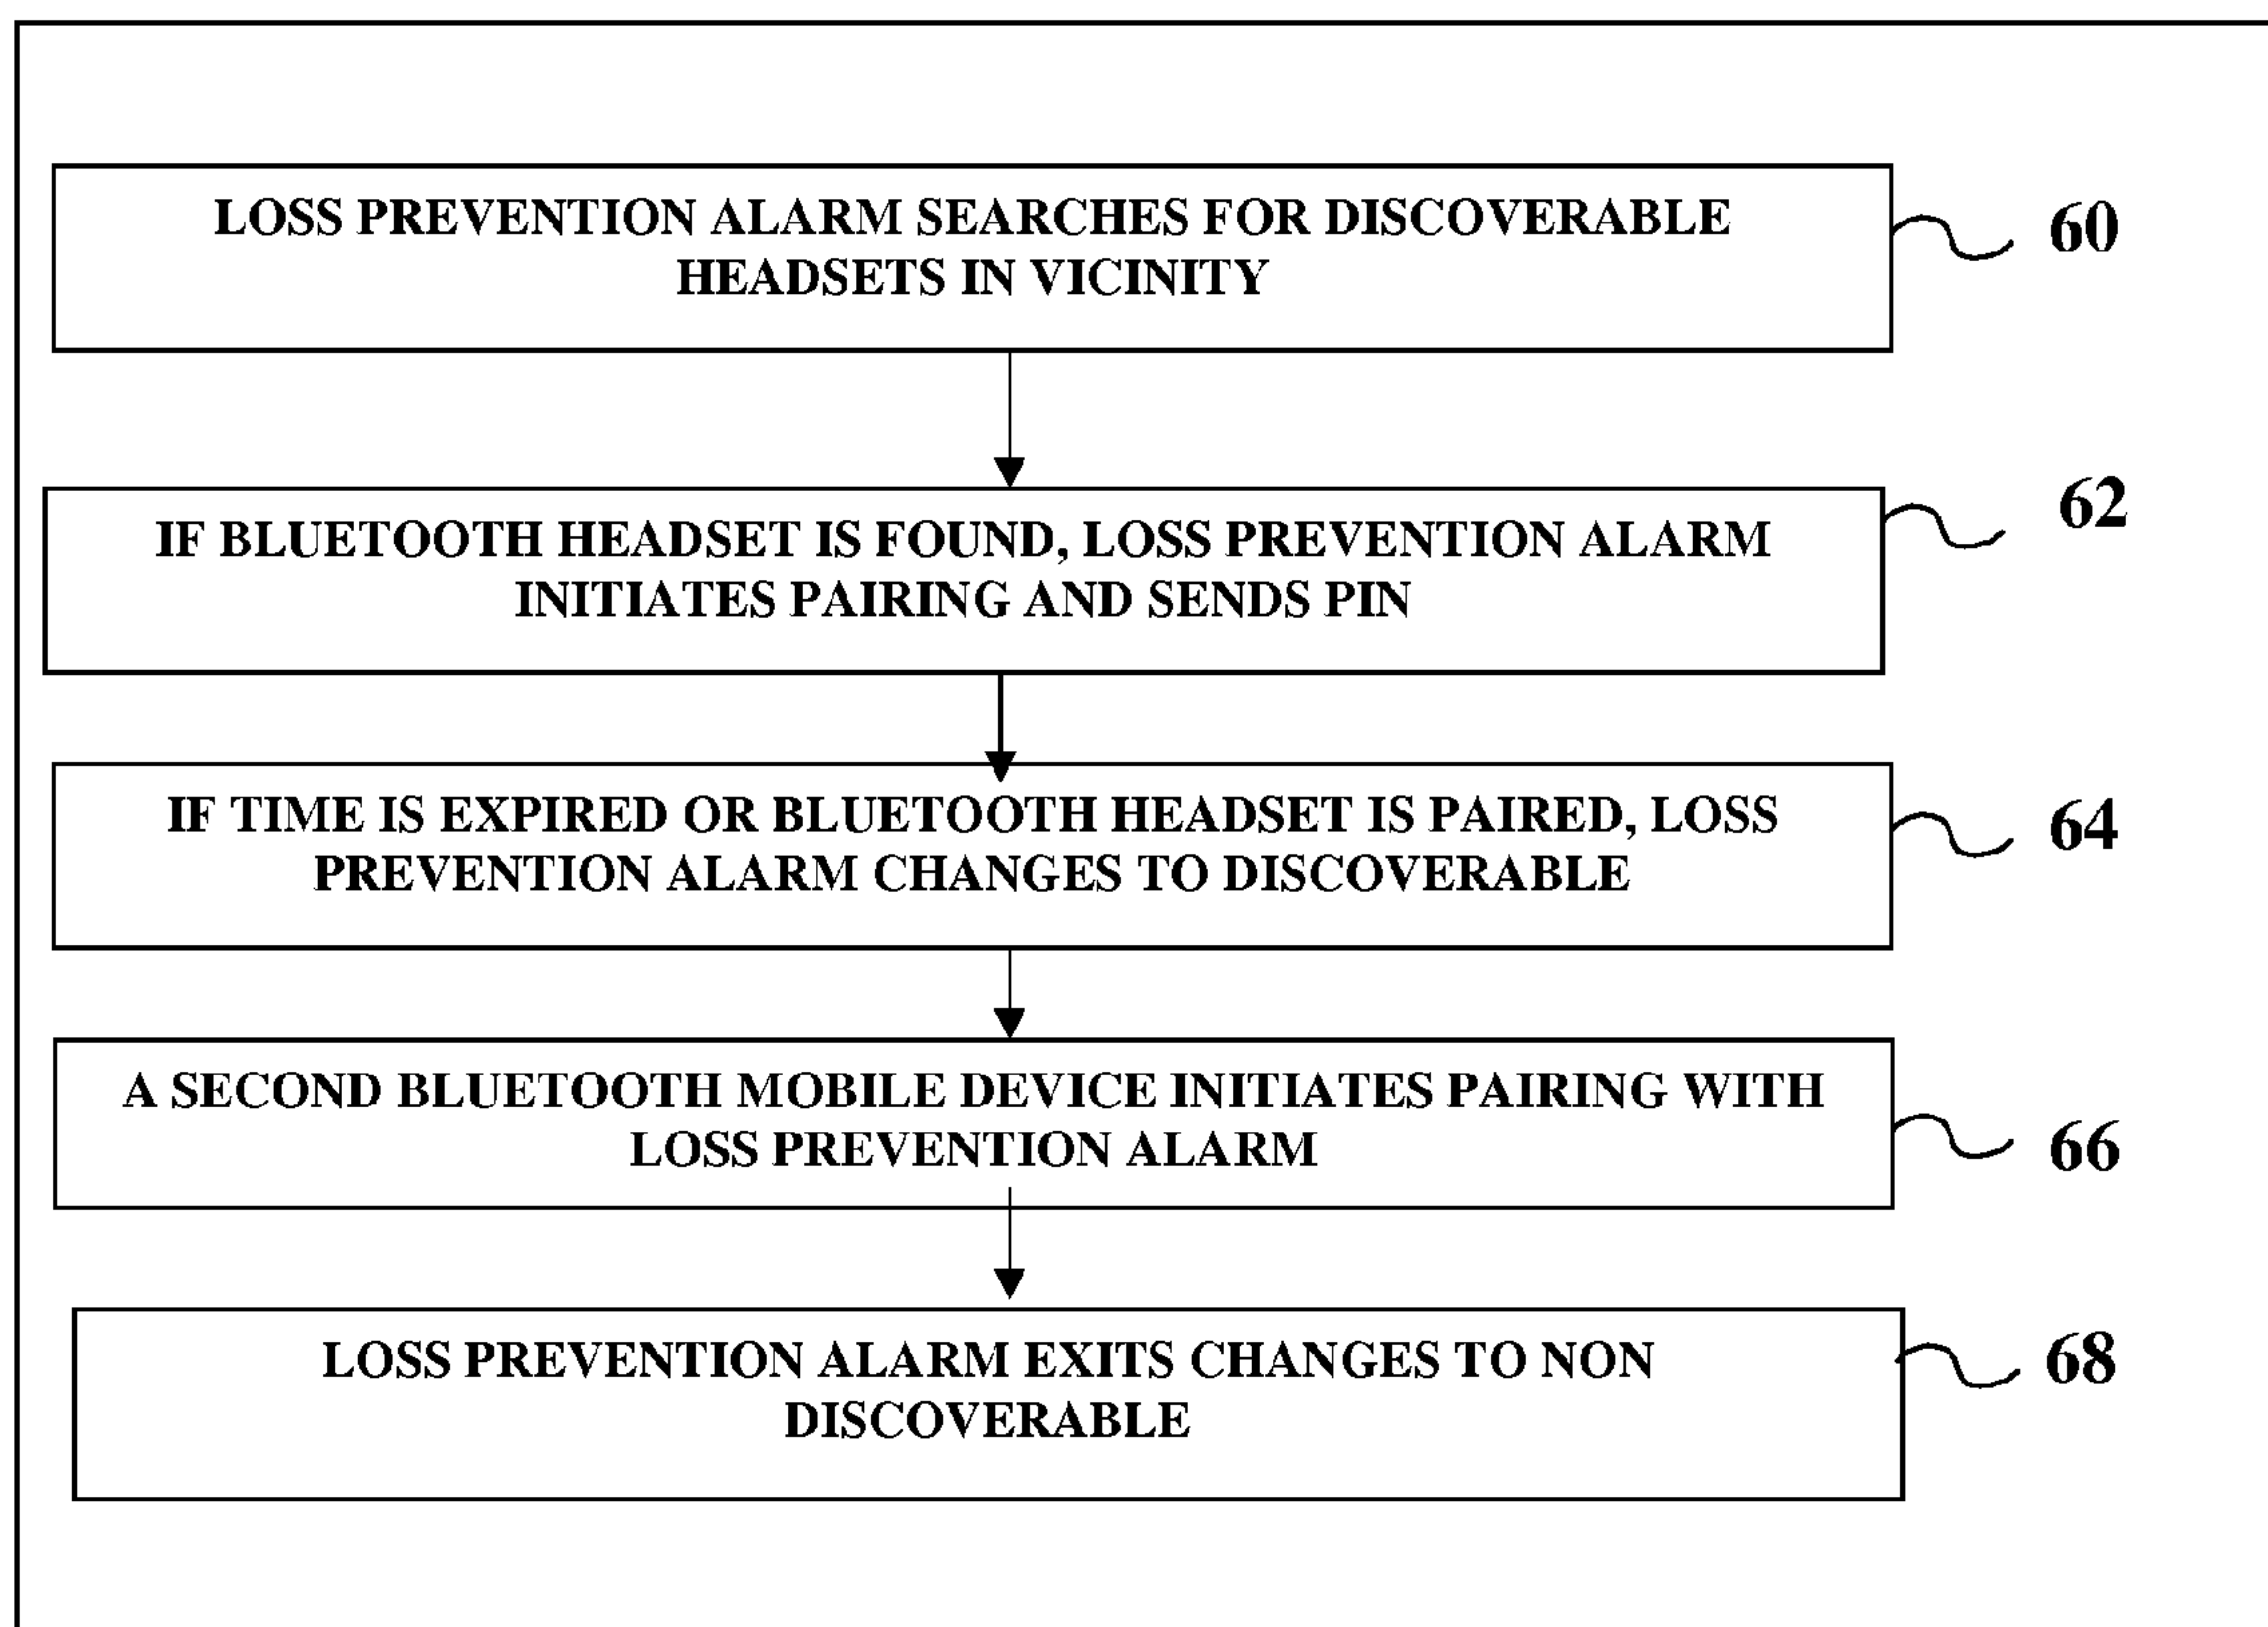 LOSS PREVENTION ALARM SEARCHES FOR DISCOVERABLE
HEADSETS IN VICINITY
60
IF BLUETOOTH HEADSET IS FOUND, LOSS PREVENTION ALARM
INITIATES PAIRING AND SENDS PIN
62
IF TIME IS EXPIRED OR BLUETOOTH HEADSET IS PAIRED, LOSS
PREVENTION ALARM CHANGES TO DISCOVERABLE
64
A SECOND BLUETOOTH MOBILE DEVICE INITIATES PAIRING WITH
LOSS PREVENTION ALARM
66
LOSS PREVENTION ALARM EXITS CHANGES TO NON
DISCOVERABLE
68